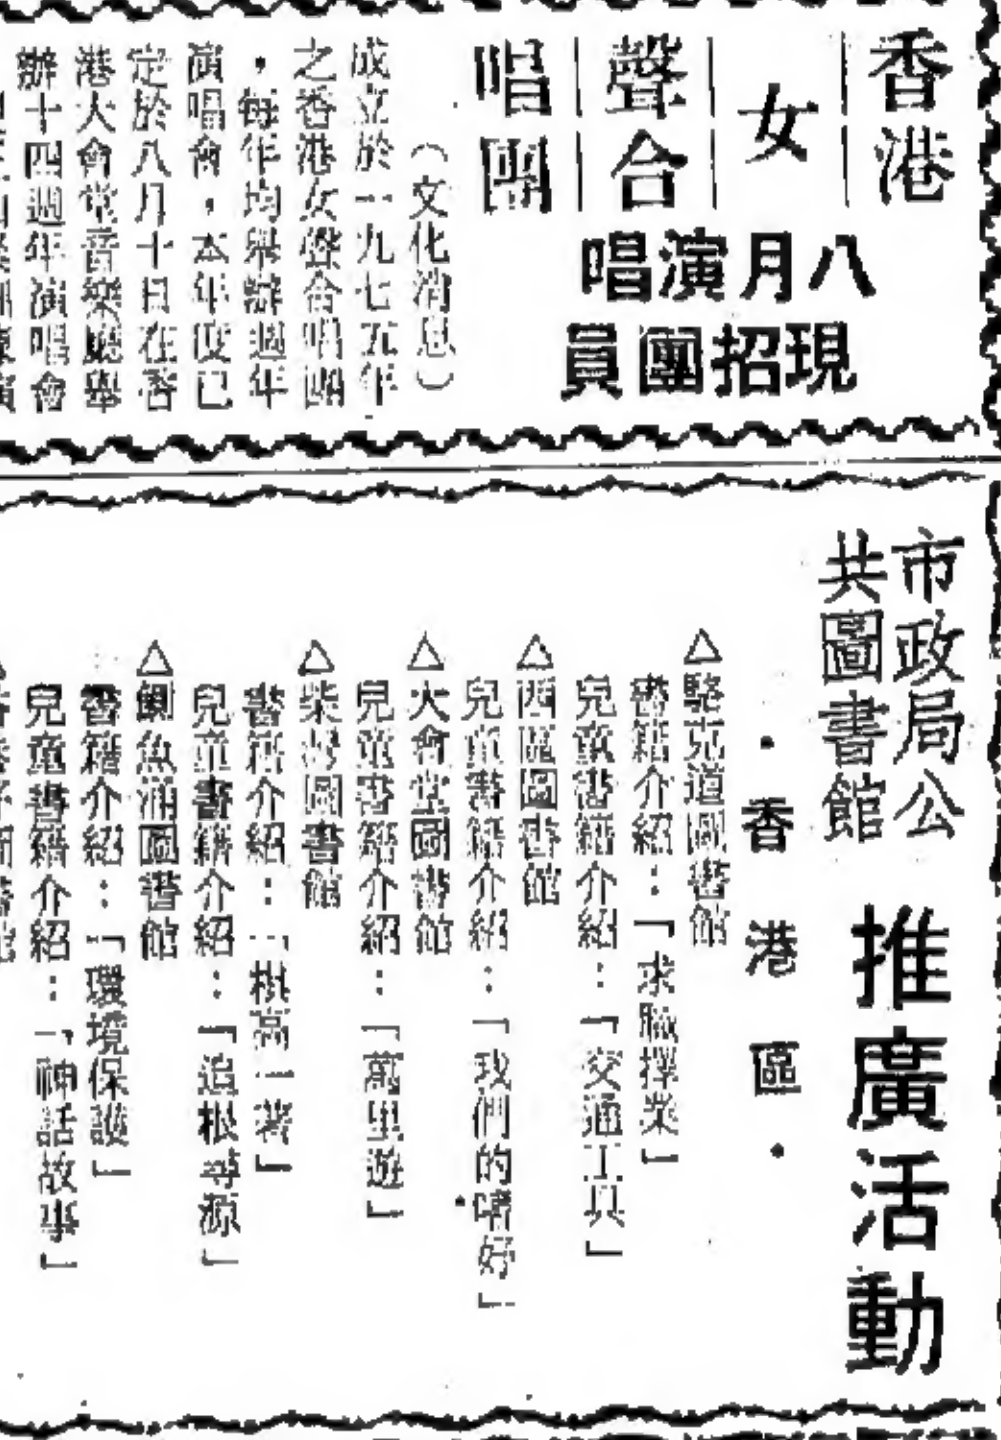 香港
女
聲合
唱團
八月演唱
現招團員
（文化消息）
成立於一九七五年
之香港女聲合唱團
，每年均舉辦週年
演唱會，本年度已
定於八月十日在香
港大會堂音樂廳舉
辦十四週年演唱會
市政局公
共圖書館
推廣活動
·香港區·
△駱克道圖書館
書籍介紹：「求職擇業」
兒童書籍介紹：「交通工具」
△西區圖書館
兒童書籍介紹：「我們的嗜好」
△大會堂圖書館
兒童書籍介紹：「萬里遊」
△柴灣圖書館
書籍介紹：「棋高一著」
兒童書籍介紹：「追根尋源」
△鰂魚涌圖書館
書籍介紹：「環境保護」
兒童書籍介紹：「神話故事」